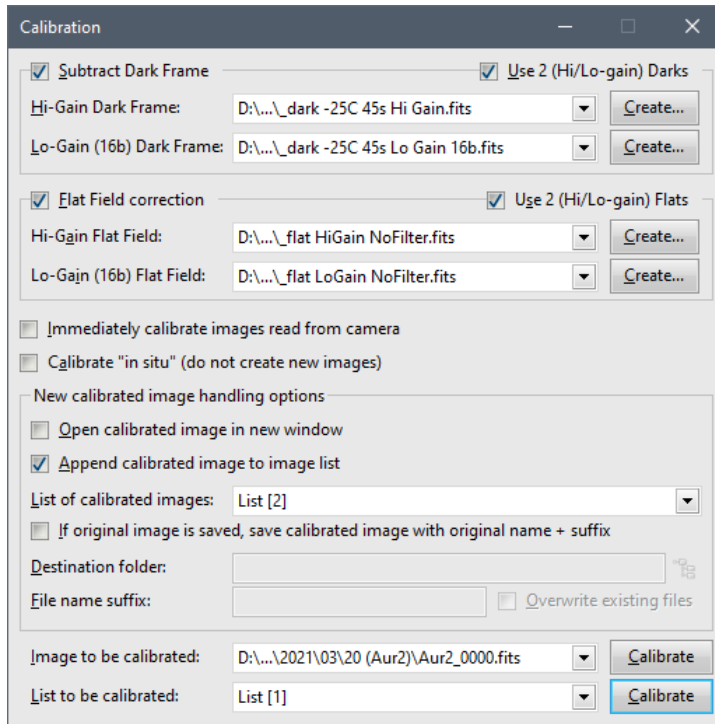 Calibration
Subtract Dark Frame Use 2 (Hi/Lo-gain) Darks
Hi-Gain Dark Frame: D:\...\_dark -25C 45s Hi Gain.fits Create...
Lo-Gain (16b) Dark Frame: D:\...\_dark -25C 45s Lo Gain 16b.fits Create...
Flat Field correction Use 2 (Hi/Lo-gain) Flats
Hi-Gain Flat Field: D:\...\_flat HiGain NoFilter.fits Create...
Lo-Gain (16b) Flat Field: D:\...\_flat LoGain NoFilter.fits Create...
Immediately calibrate images read from camera
Calibrate "in situ" (do not create new images)
New calibrated image handling options
Open calibrated image in new window
Append calibrated image to image list
List of calibrated images: List [2]
If original image is saved, save calibrated image with original name + suffix
Destination folder:
File name suffix: Overwrite existing files
Image to be calibrated: D:\...\2021\03\20 (Aur2)\Aur2_0000.fits Calibrate
List to be calibrated: List [1] Calibrate